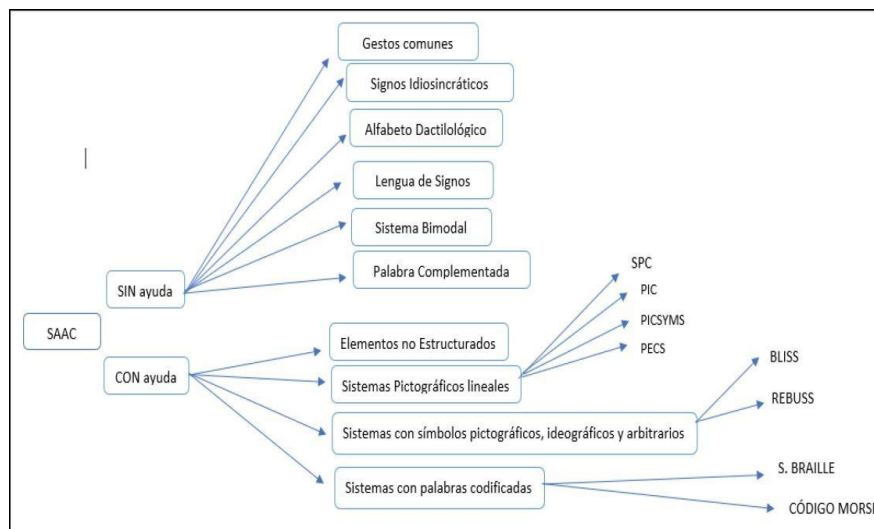 Gestos comunes
Signos Idiosincráticos
Alfabeto Dactilológico
Lengua de Signos
Sistema Bimodal
Palabra Complementada
SIN ayuda
SAAC
CON ayuda
Elementos no Estructurados
Sistemas Pictográficos lineales
Sistemas con símbolos pictográficos, ideográficos y arbitrarios
Sistemas con palabras codificadas
SPC
PIC
PICSYMS
PECS
BLISS
REBUSS
S. BRAILLE
CÓDIGO MORSE